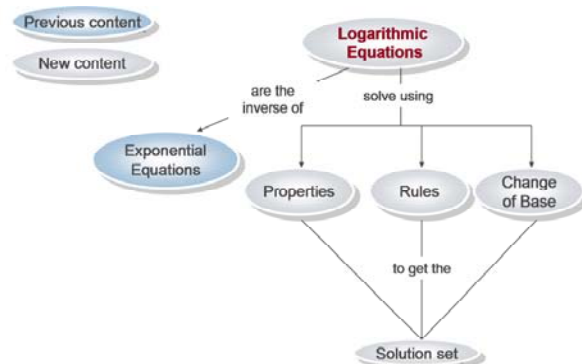 Previous content
New content
Logarithmic
Equations
are the
inverse of
solve using
Exponential
Equations
Properties
Rules
Change
of Base
to get the
Solution set